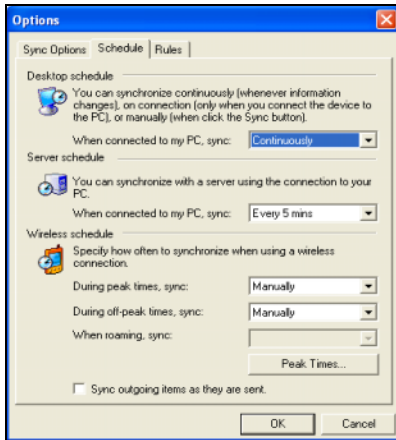 Options
Sync Options Schedule Rules
Desktop schedule
You can synchronize continuously (whenever information
changes), on connection (only when you connect the device to
the PC), or manually (when click the Sync button).
When connected to my PC, sync: Continuously
Server schedule
You can synchronize with a server using the connection to your
PC.
When connected to my PC, sync: Every 5 mins
Wireless schedule
Specify how often to synchronize when using a wireless
connection.
During peak times, sync: Manually
During off-peak times, sync: Manually
When roaming, sync:
Peak Times...
Sync outgoing items as they are sent.
OK Cancel